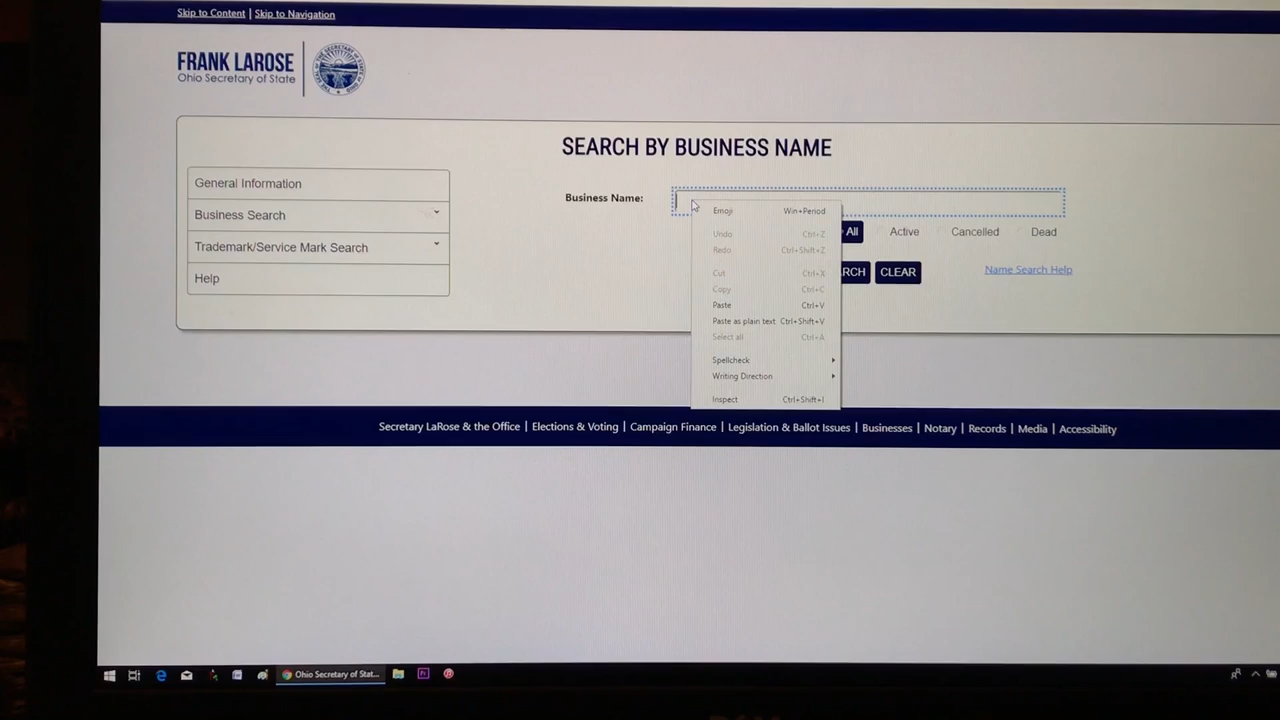 Skip to Content | Skip to Navigation
FRANK LAROSE
Ohio Secretary of State
SEARCH BY BUSINESS NAME
General Information
Business Search
Trademark/Service Mark Search
Help
Business Name:
All Active Cancelled Dead
RCH CLEAR Name Search Help
Emoji Win+Period
Undo Ctrl+Z
Redo Ctrl+Shift+Z
Cut Ctrl+X
Copy Ctrl+C
Paste Ctrl+V
Paste as plain text Ctrl+Shift+V
Select all Ctrl+A
Spellcheck
Writing Direction
Inspect Ctrl+Shift+I
Secretary LaRose & the Office | Elections & Voting | Campaign Finance | Legislation & Ballot Issues | Businesses | Notary | Records | Media | Accessibility
Ohio Secretary of Stat...